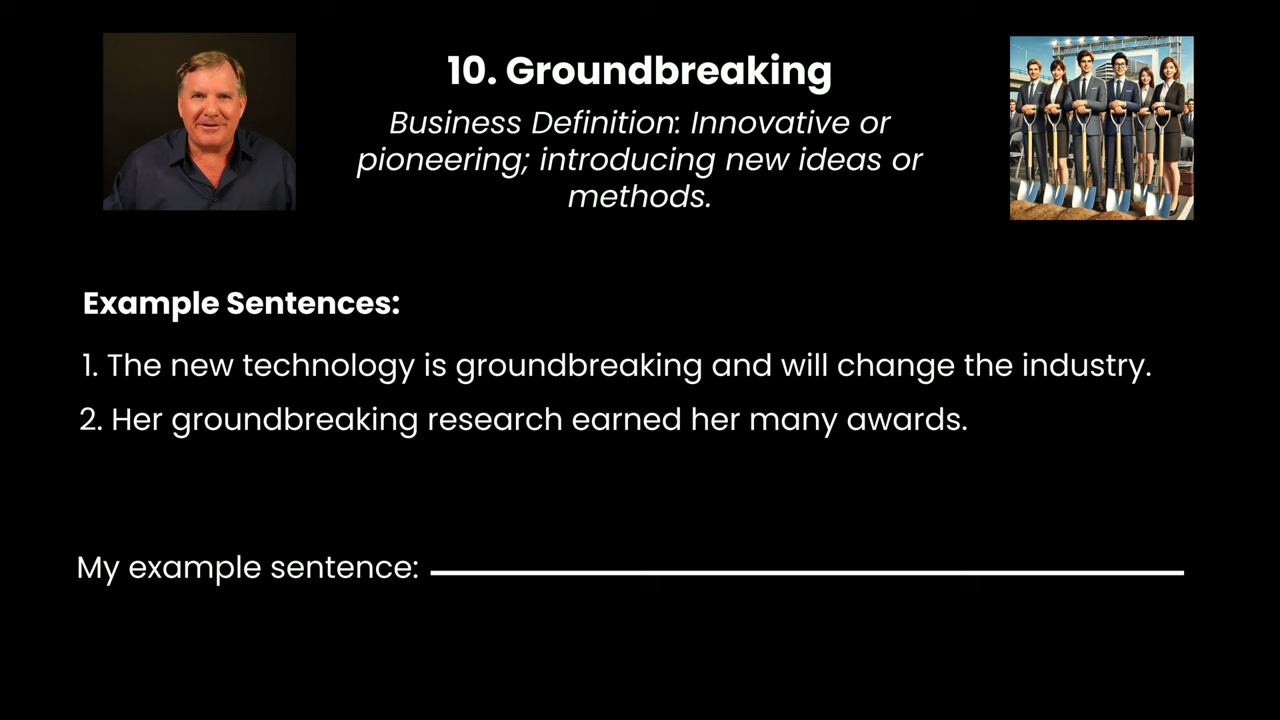 10. Groundbreaking
Business Definition: Innovative or
pioneering; introducing new ideas or
methods.
Example Sentences:
1. The new technology is groundbreaking and will change the industry.
2. Her groundbreaking research earned her many awards.
My example sentence: